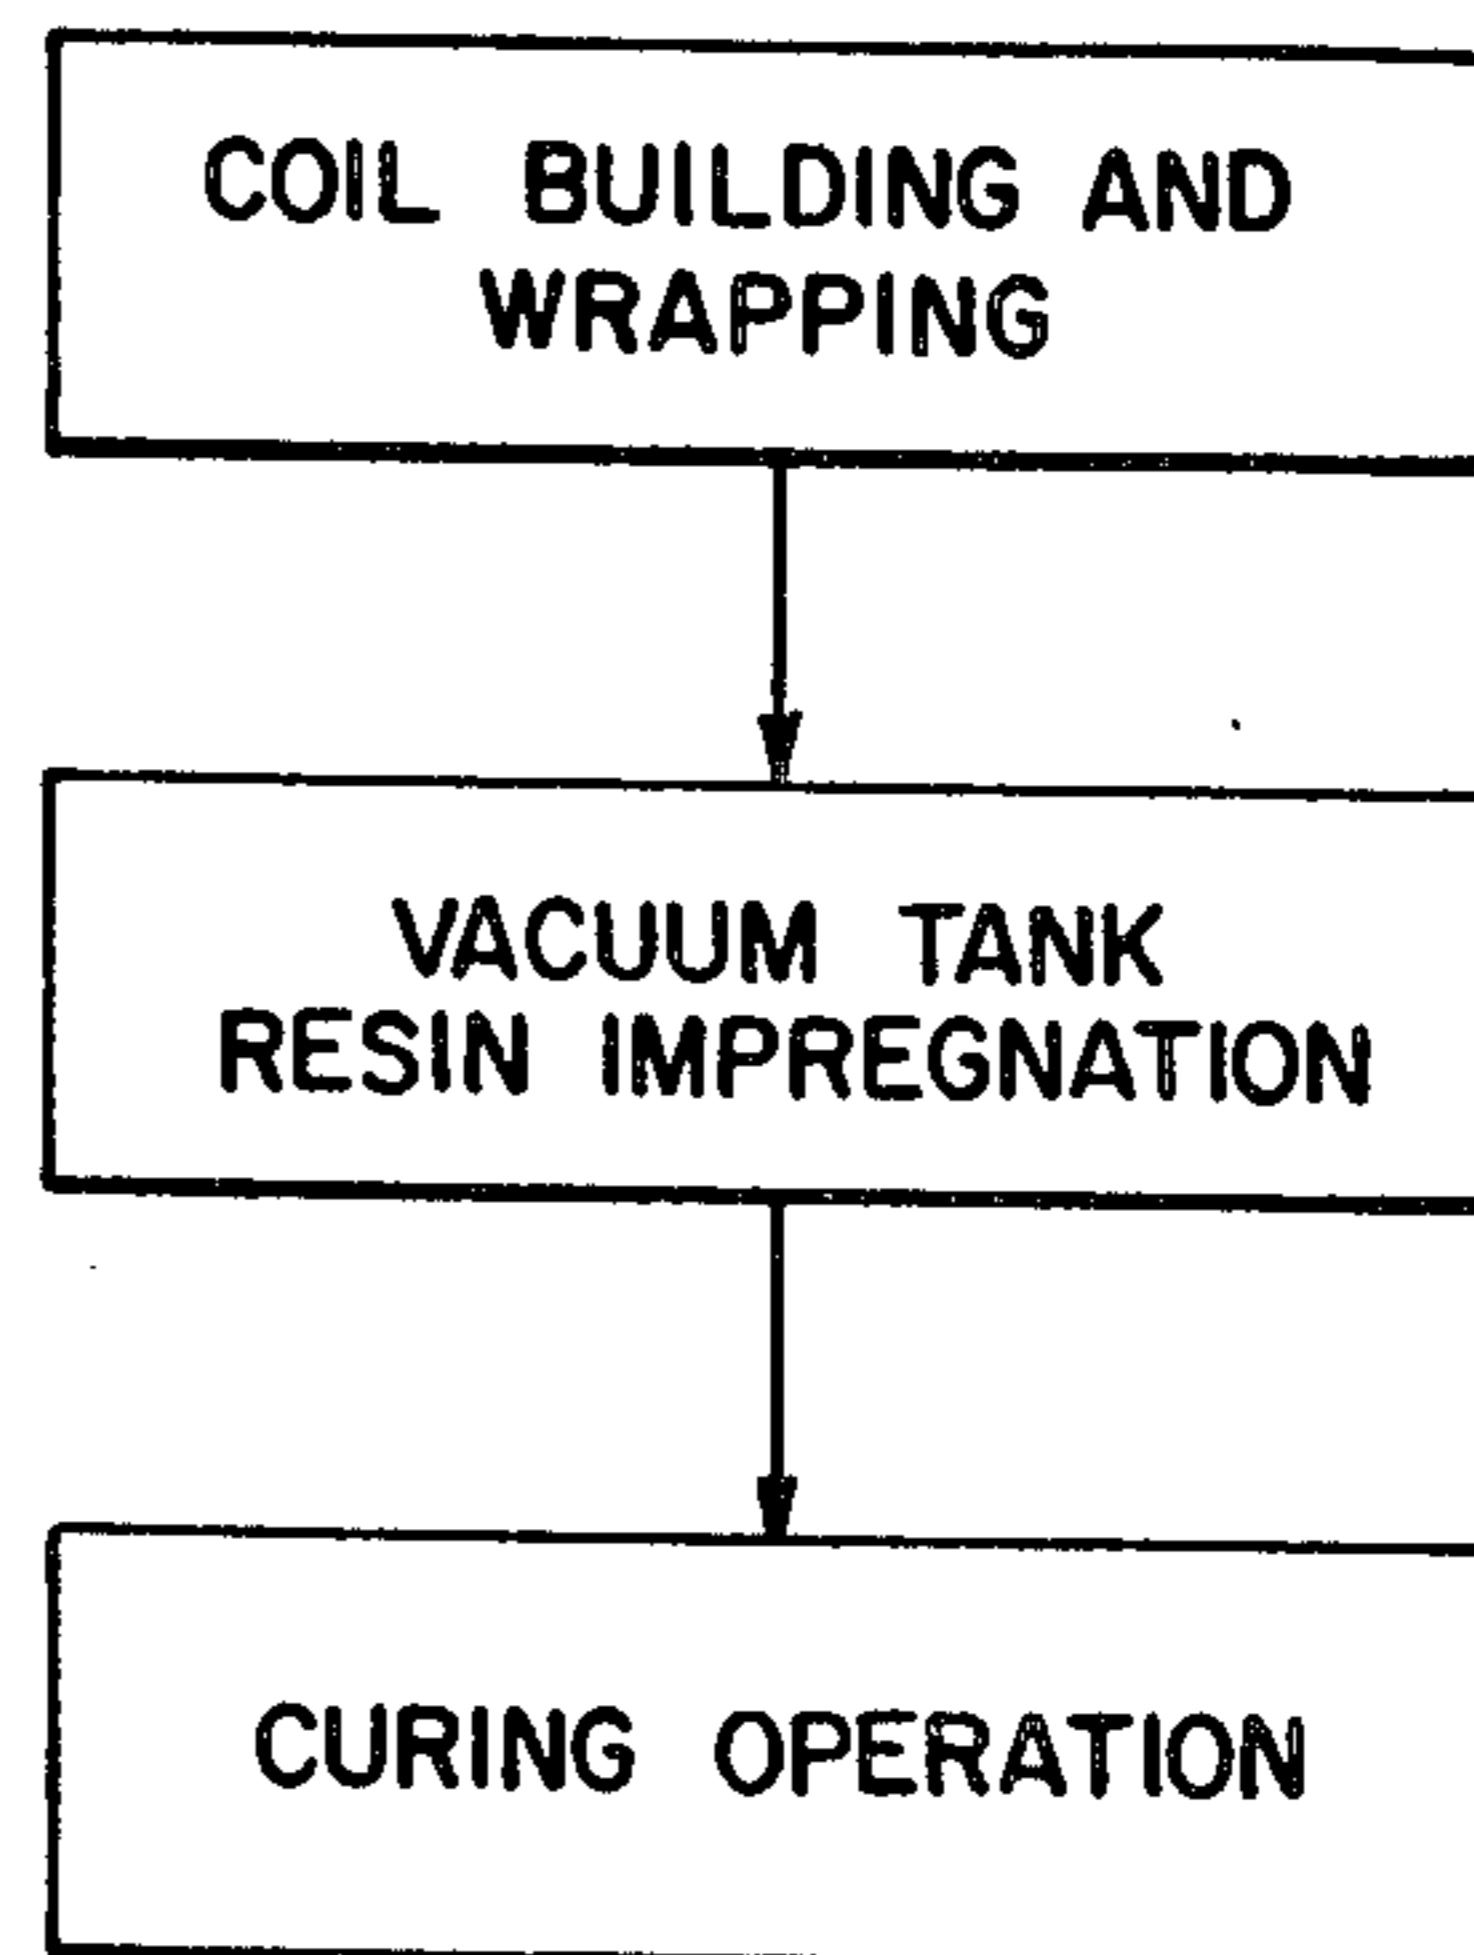 COIL BUILDING AND
WRAPPING
VACUUM TANK
RESIN IMPREGNATION
CURING OPERATION